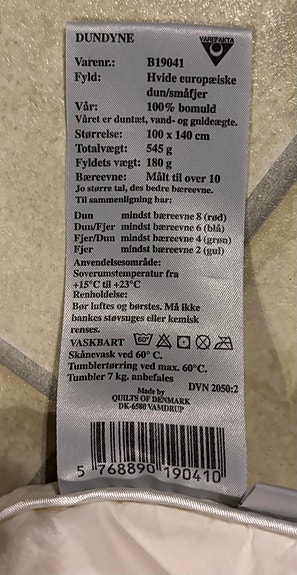 DUNDYNE
VAREFAKTA
Varenr.: B19041
Fyld: Hvide europæiske
dun/småfjer
Vår: 100% bomuld
Våret er duntæt, vand- og gnideægte.
Størrelse: 100 x 140 cm
Totalvægt: 545 g
Fyldets vægt: 180 g
Bæreevne: Målt til over 10
Jo større tal, des bedre bæreevne.
Til sammenligning har:
Dun mindst bæreevne 8 (rød)
Dun/Fjer mindst bæreevne 6 (blå)
Fjer/Dun mindst bæreevne 4 (grøn)
Fjer mindst bæreevne 2 (gul)
Anvendelsesområde:
Soverumstemperatur fra
+15°C til +23°C
Renholdelse:
Bør luftes og børstes. Må ikke
bankes støvsuges eller kemisk
renses.
VASKBART 60°
Skånevask ved 60° C.
Tumblertørring ved max. 60°C.
Tumbler 7 kg. anbefales
DVN 2050:2
Made by
QUILTS OF DENMARK
DK-6580 VAMDRUP
5 768890 190410